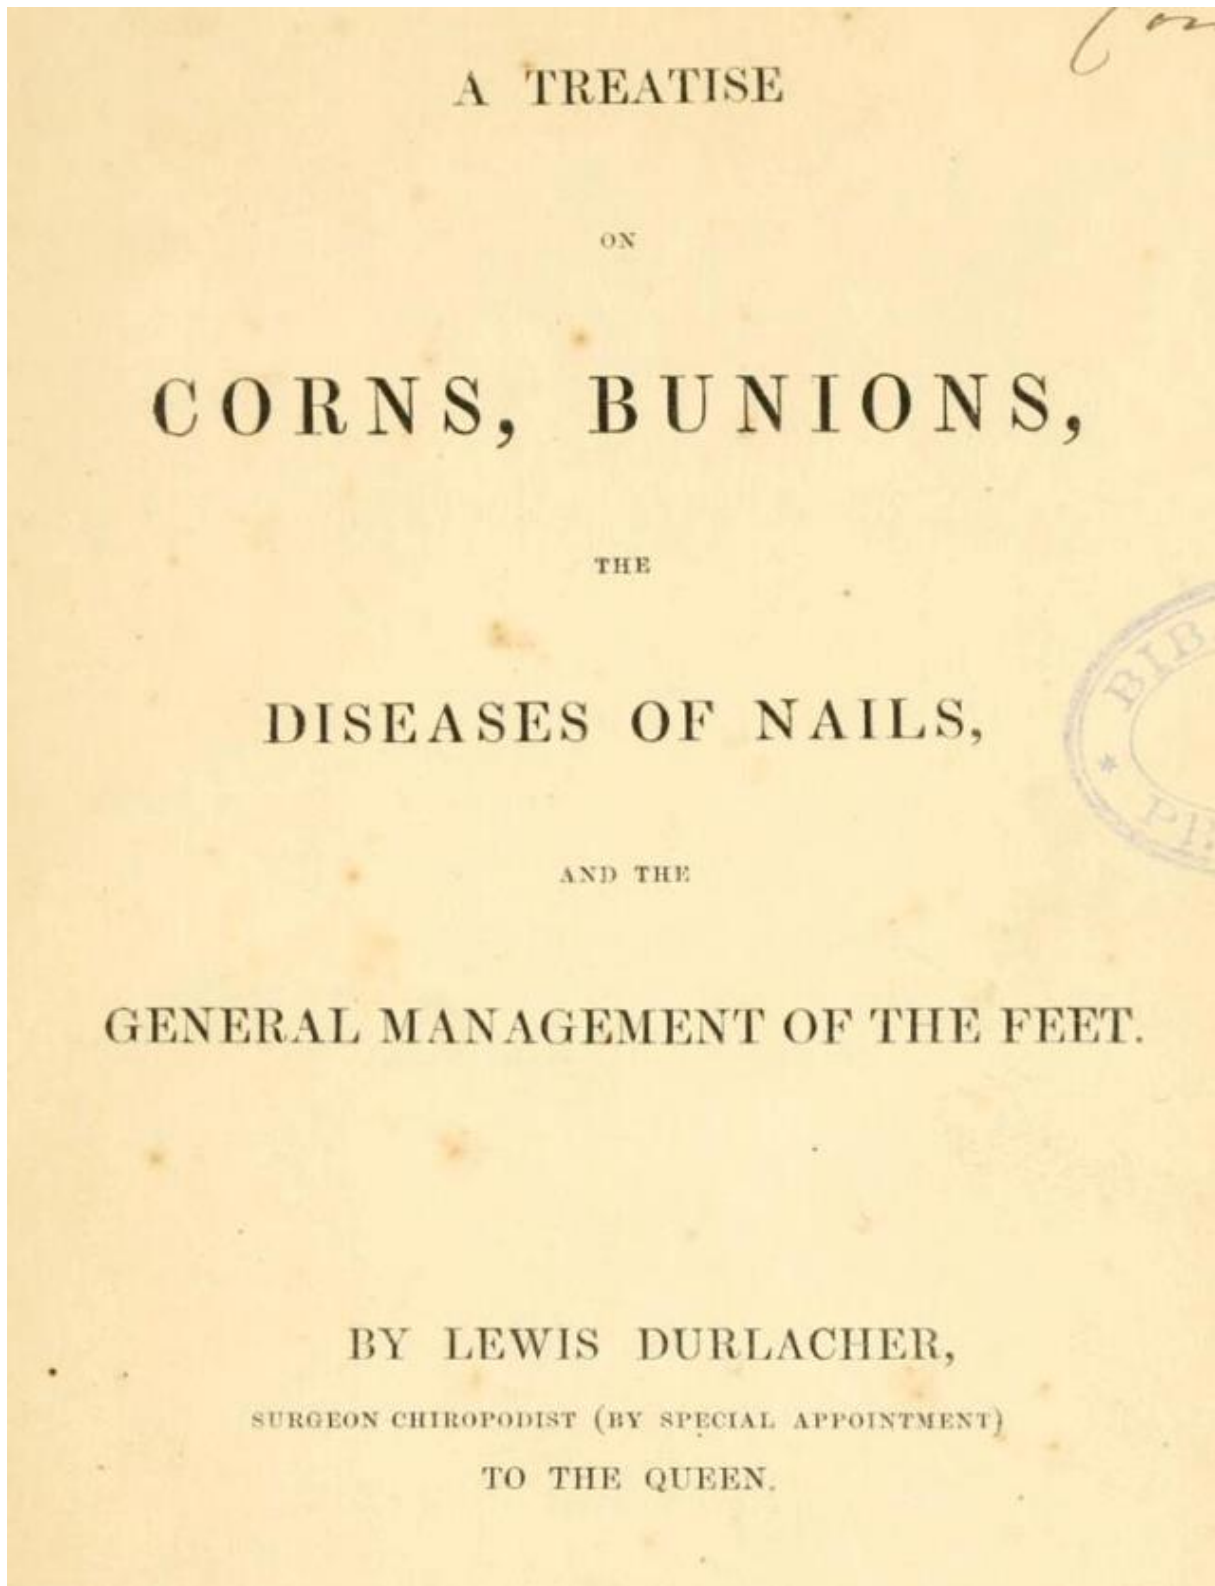 A TREATISE
ON
CORNS, BUNIONS,
THE
DISEASES OF NAILS,
AND THE
GENERAL MANAGEMENT OF THE FEET.
BY LEWIS DURLACHER,
SURGEON CHIROPODIST (BY SPECIAL APPOINTMENT)
TO THE QUEEN.